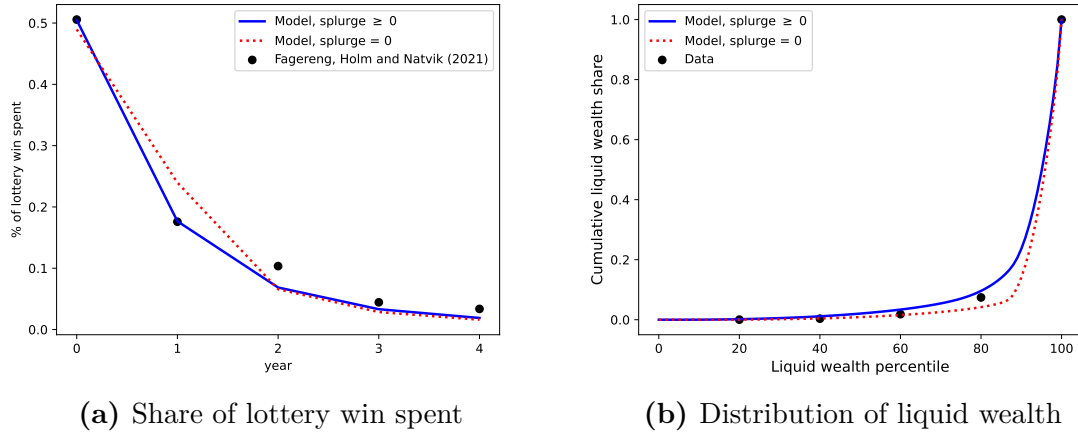 0.5
0.4
0.3
0.2
0.1
0.0
% of lottery win spent
Model, splurge ≥ 0
Model, splurge = 0
Fagereng, Holm and Natvik (2021)
0 1 2 3 4
year
(a) Share of lottery win spent
1.0
0.8
0.6
0.4
0.2
0.0
Cumulative liquid wealth share
Model, splurge ≥ 0
Model, splurge = 0
Data
0 20 40 60 80 100
Liquid wealth percentile
(b) Distribution of liquid wealth